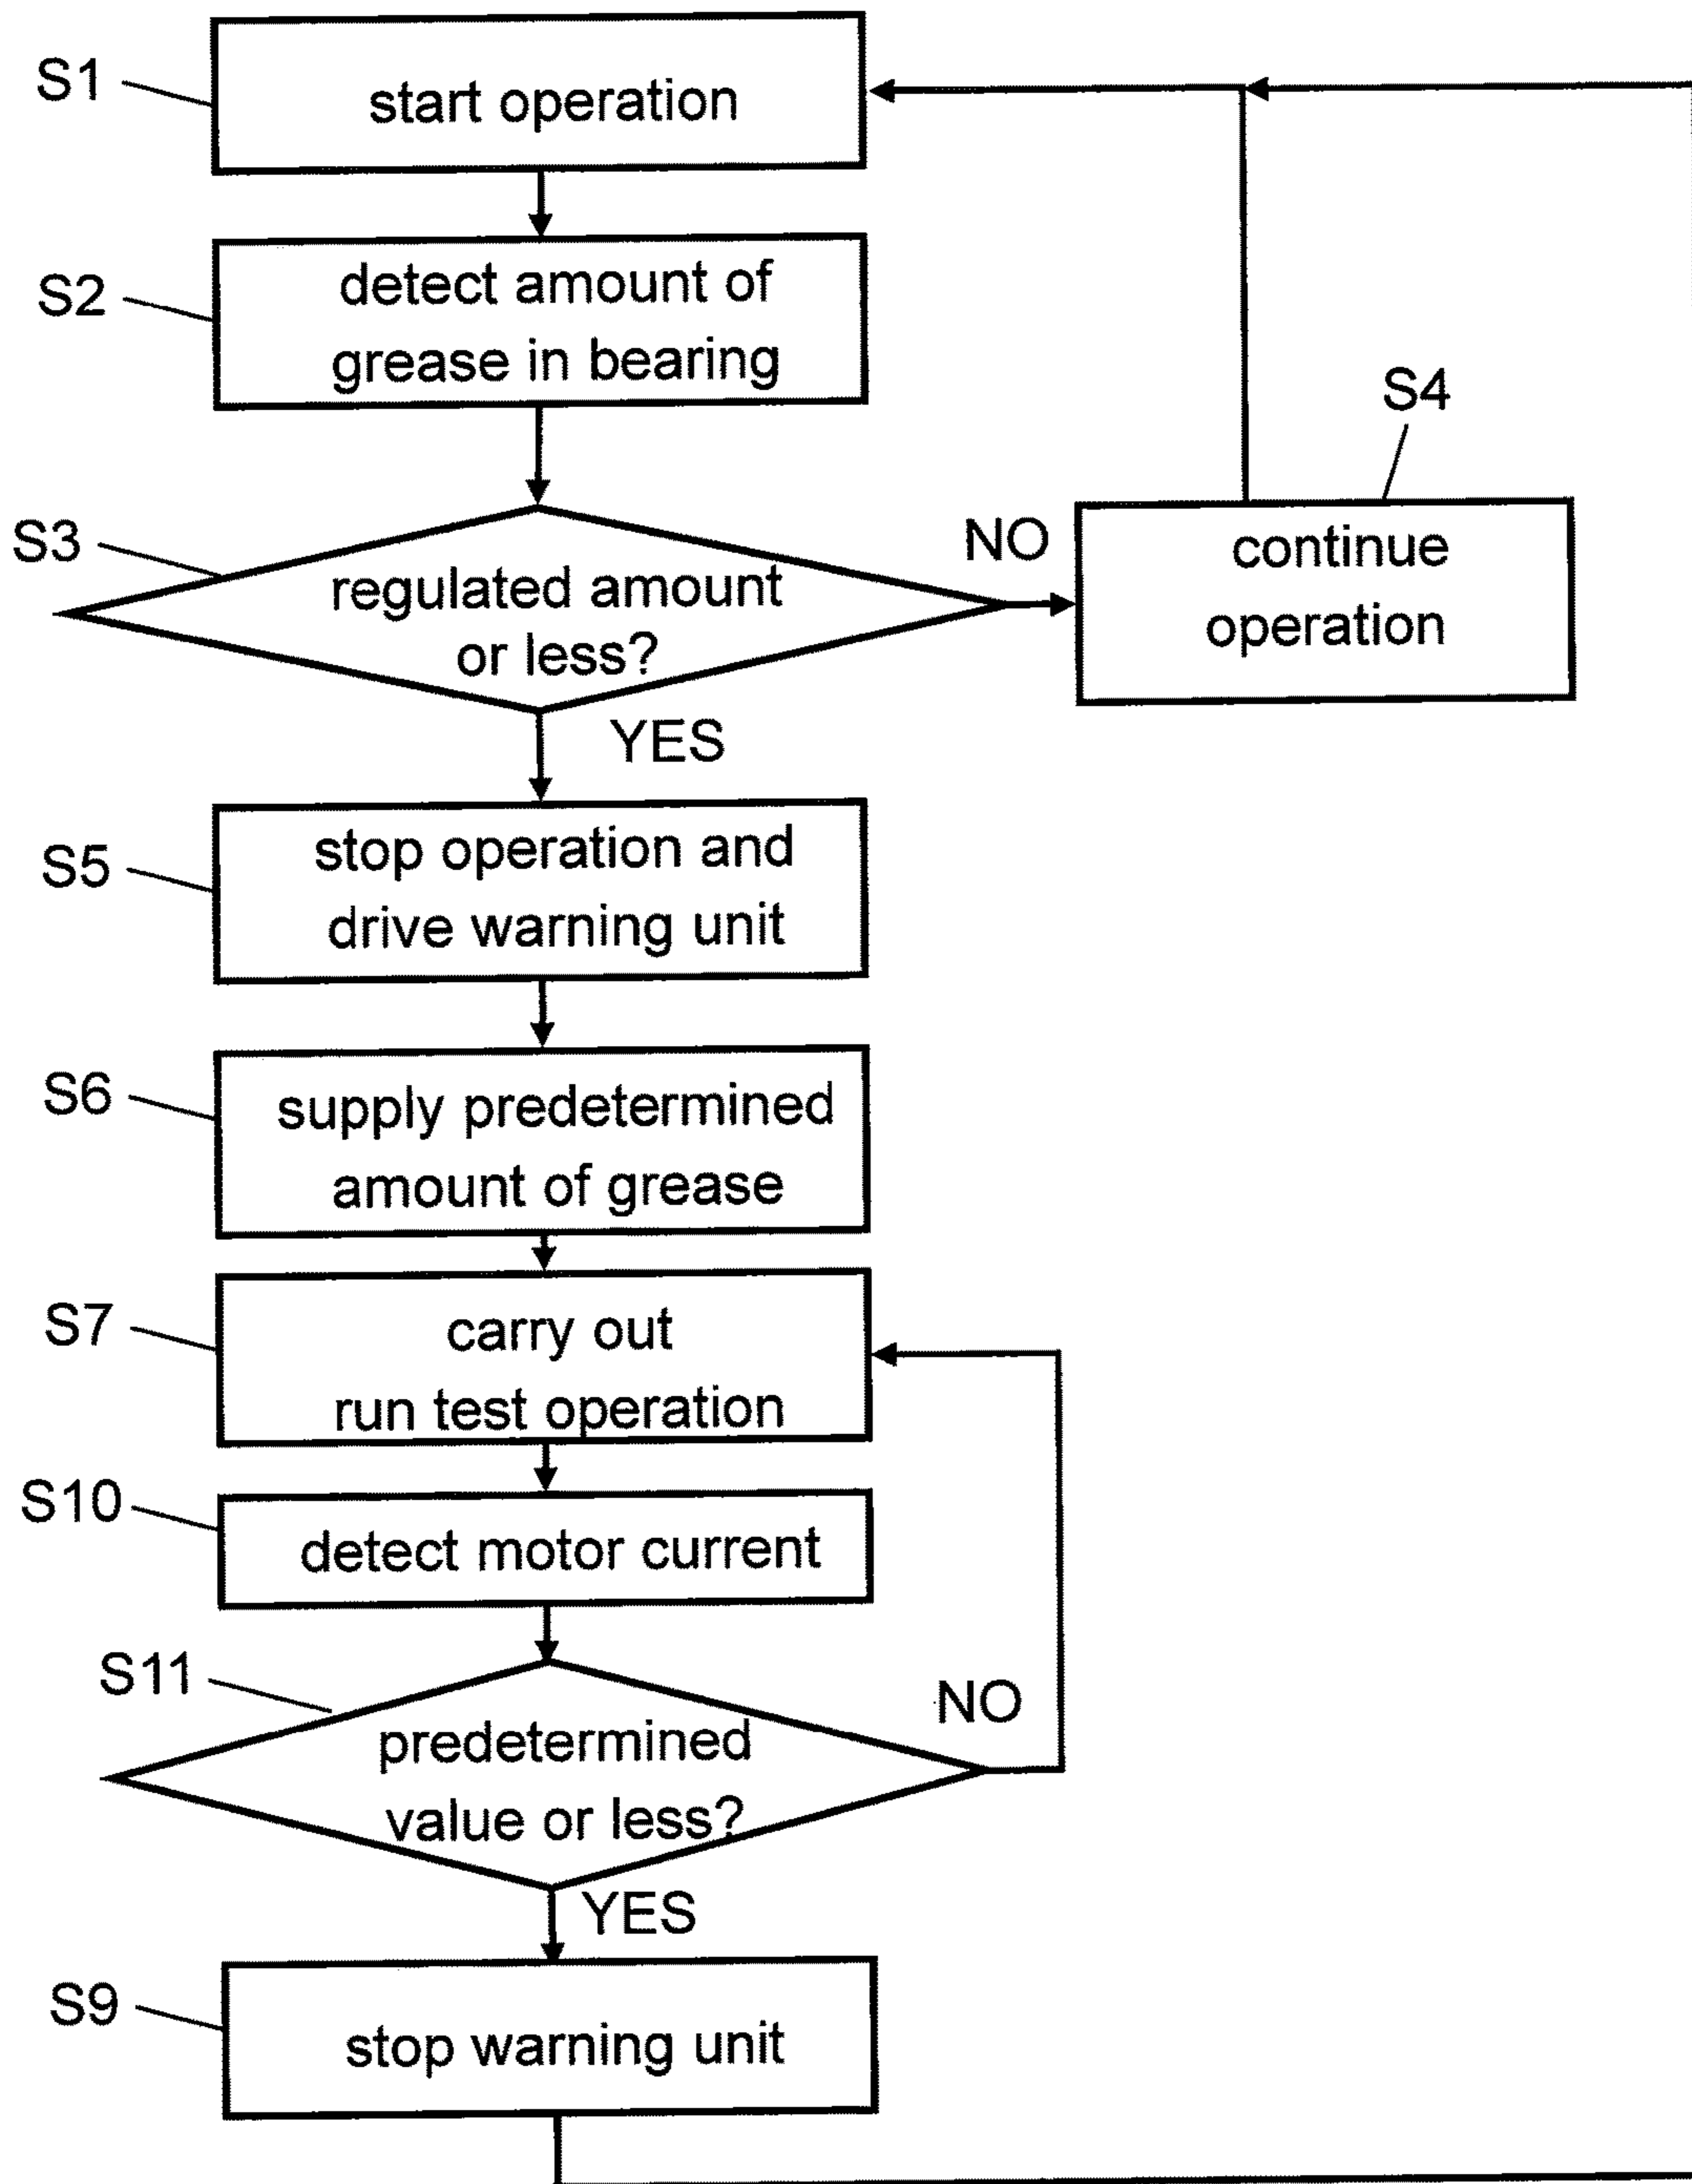 S1
start operation
S2
detect amount of
grease in bearing
S4
S3
regulated amount
or less?
NO
continue
operation
YES
S5
stop operation and
drive warning unit
S6
supply predetermined
amount of grease
S7
carry out
run test operation
S10
detect motor current
S11
predetermined
value or less?
NO
YES
S9
stop warning unit